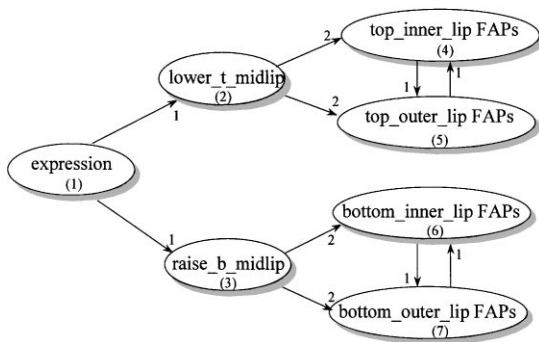 top_inner_lip FAPs
(4)
2
lower_t_midlip
(2)
1
1
2
1
top_outer_lip FAPs
(5)
expression
(1)
bottom_inner_lip FAPs
(6)
1
2
raise_b_midlip
(3)
1
1
2
bottom_outer_lip FAPs
(7)